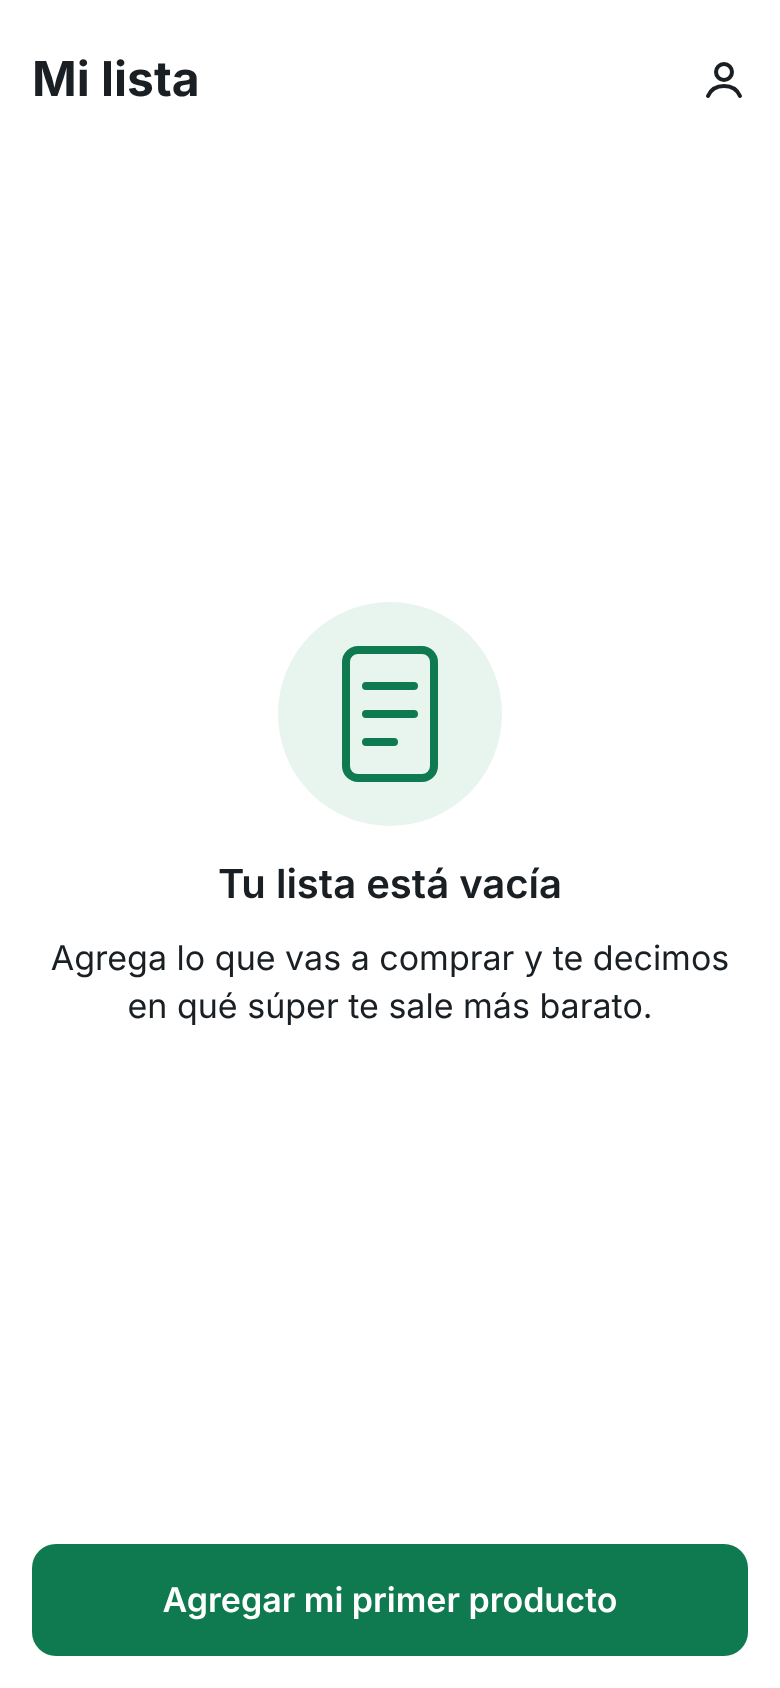 Mi lista
Tu lista está vacía
Agrega lo que vas a comprar y te decimos
en qué súper te sale más barato.
Agregar mi primer producto